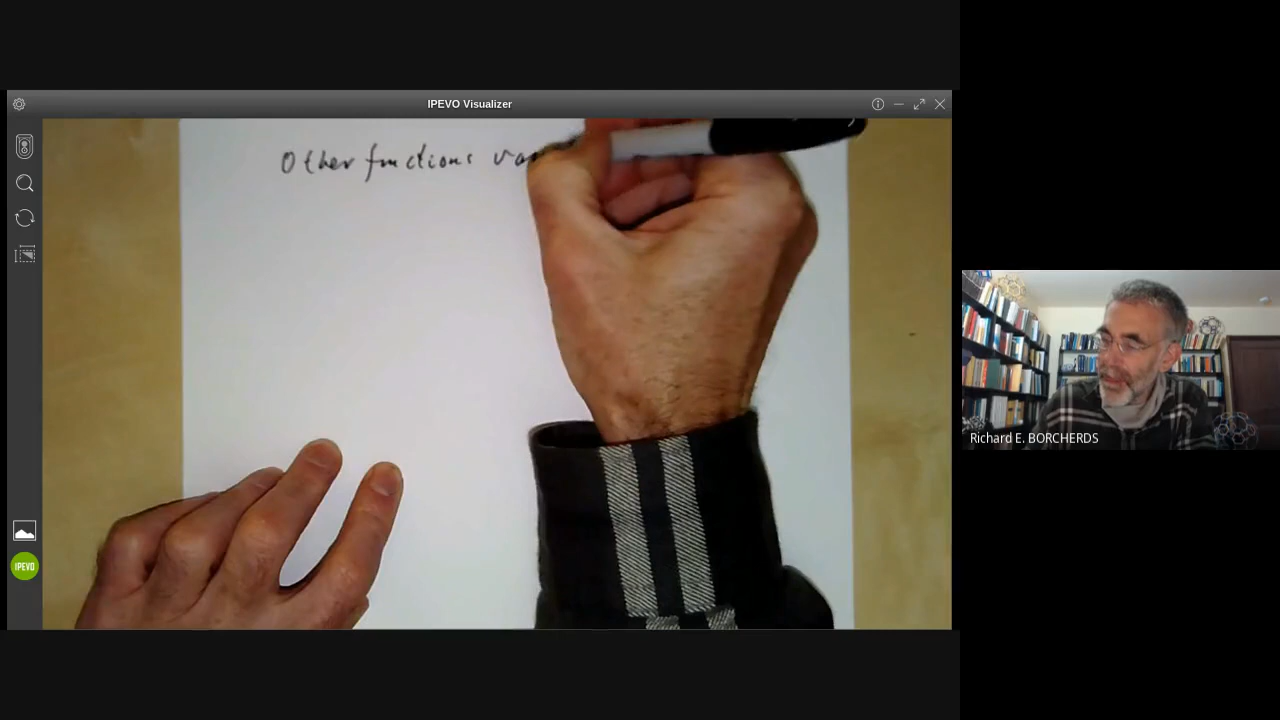 IPEVO Visualizer
Other functions
IPEVO
Richard E. BORCHERDS